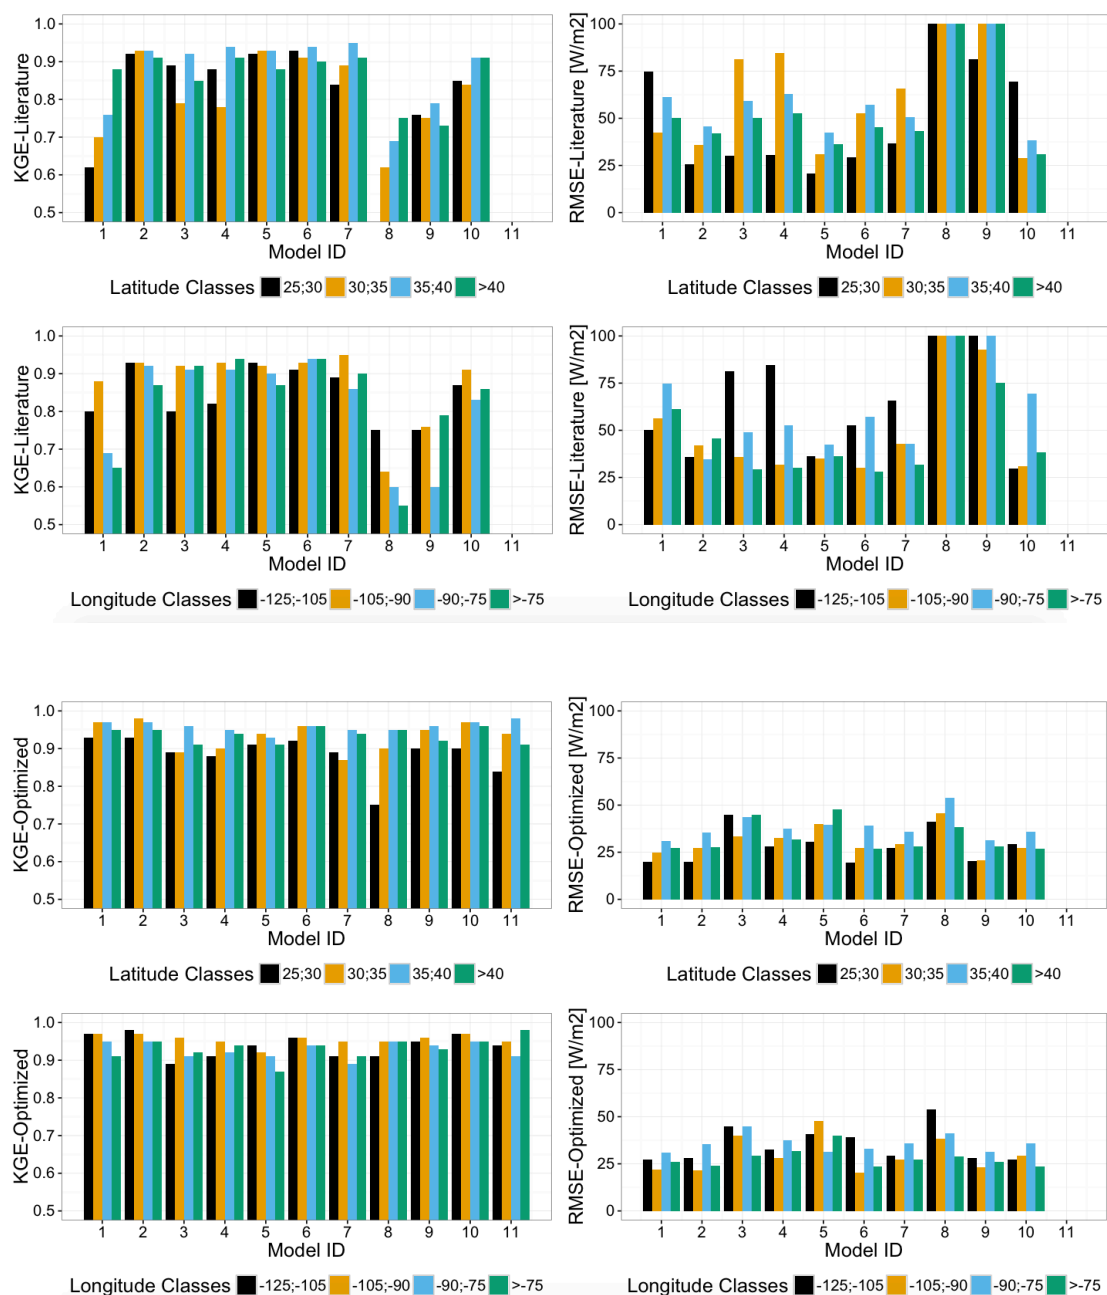 KGE-Literature
1.0
0.9
0.8
0.7
0.6
0.5
1 2 3 4 5 6 7 8 9 10 11
Model ID
Latitude Classes 25;30 30;35 35;40 >40
RMSE-Literature [W/m2]
100
75
50
25
0
1 2 3 4 5 6 7 8 9 10 11
Model ID
Latitude Classes 25;30 30;35 35;40 >40
KGE-Literature
1.0
0.9
0.8
0.7
0.6
0.5
1 2 3 4 5 6 7 8 9 10 11
Model ID
Longitude Classes -125;-105 -105;-90 -90;-75 >-75
RMSE-Literature [W/m2]
100
75
50
25
0
1 2 3 4 5 6 7 8 9 10 11
Model ID
Longitude Classes -125;-105 -105;-90 -90;-75 >-75
KGE-Optimized
1.0
0.9
0.8
0.7
0.6
0.5
1 2 3 4 5 6 7 8 9 10 11
Model ID
Latitude Classes 25;30 30;35 35;40 >40
RMSE-Optimized [W/m2]
100
75
50
25
0
1 2 3 4 5 6 7 8 9 10 11
Model ID
Latitude Classes 25;30 30;35 35;40 >40
KGE-Optimized
1.0
0.9
0.8
0.7
0.6
0.5
1 2 3 4 5 6 7 8 9 10 11
Model ID
Longitude Classes -125;-105 -105;-90 -90;-75 >-75
RMSE-Optimized [W/m2]
100
75
50
25
0
1 2 3 4 5 6 7 8 9 10 11
Model ID
Longitude Classes -125;-105 -105;-90 -90;-75 >-75